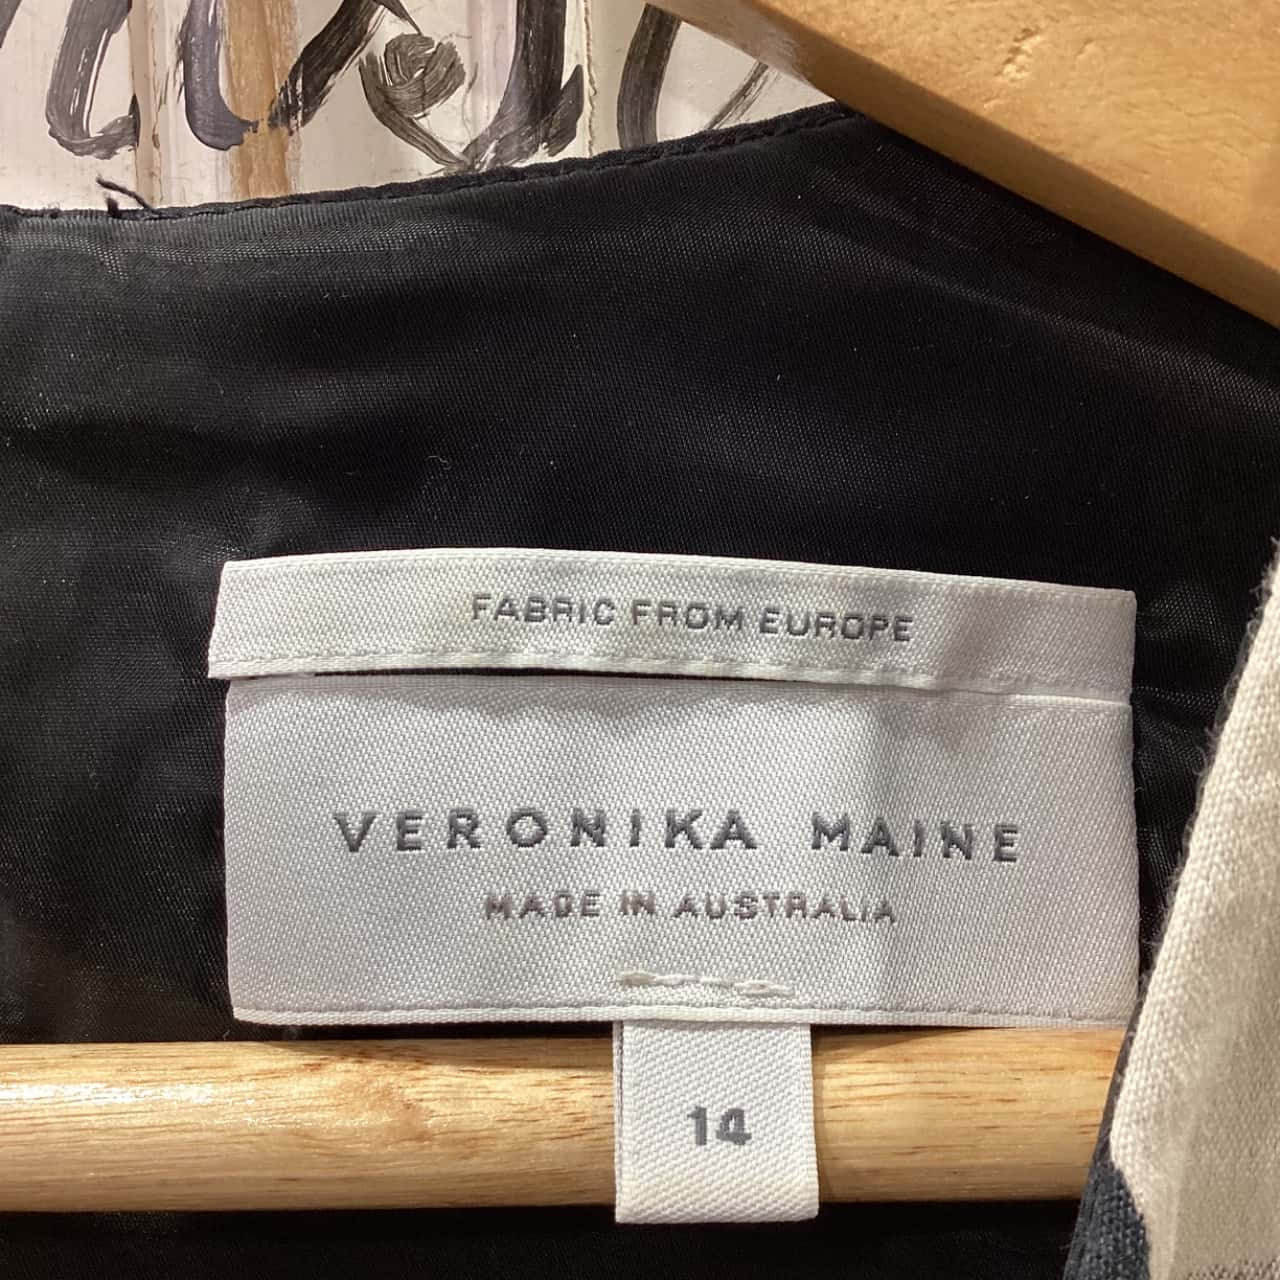 FABRIC FROM EUROPE
VERONIKA MAINE
MADE IN AUSTRALIA
14